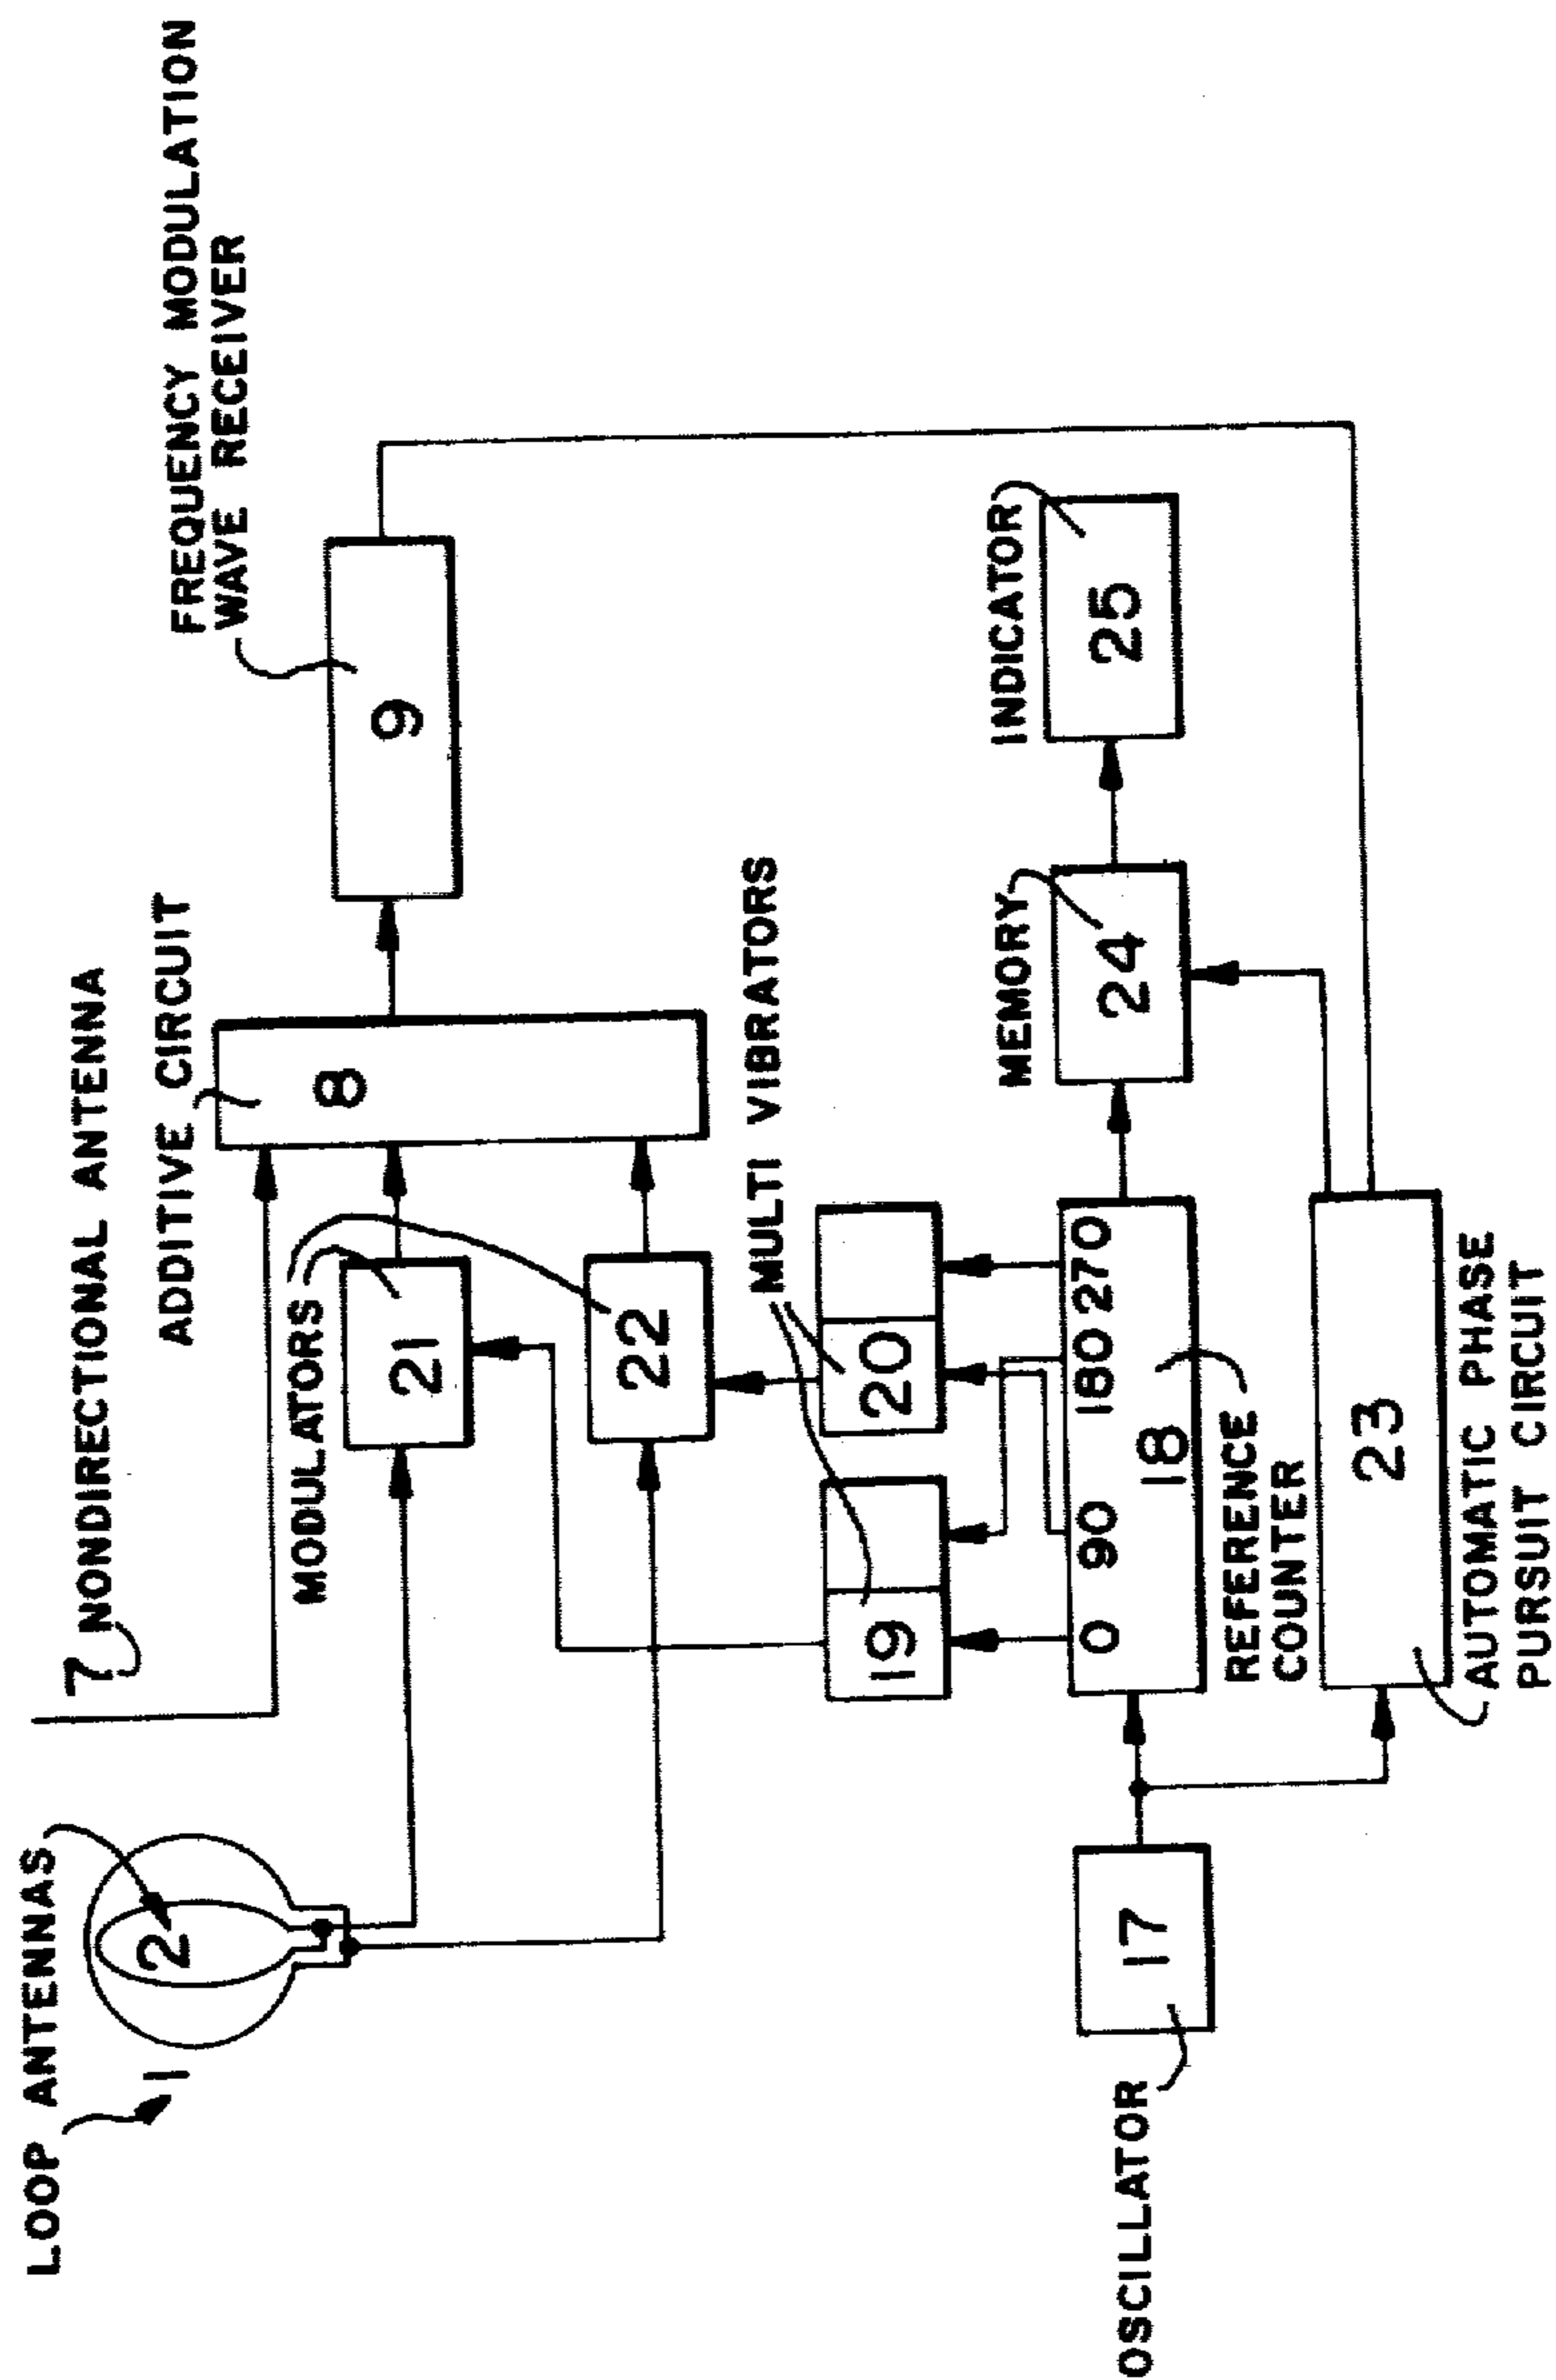 LOOP ANTENNAS
1
2
7
NONDIRECTIONAL ANTENNA
ADDITIVE CIRCUIT
8
FREQUENCY MODULATION
WAVE RECEIVER
9
MODULATORS
21
22
MULTI VIBRATORS
19
20
OSCILLATOR
17
0 90 180 270
18
REFERENCE
COUNTER
MEMORY
24
INDICATOR
25
23
AUTOMATIC PHASE
PURSUIT CIRCUIT